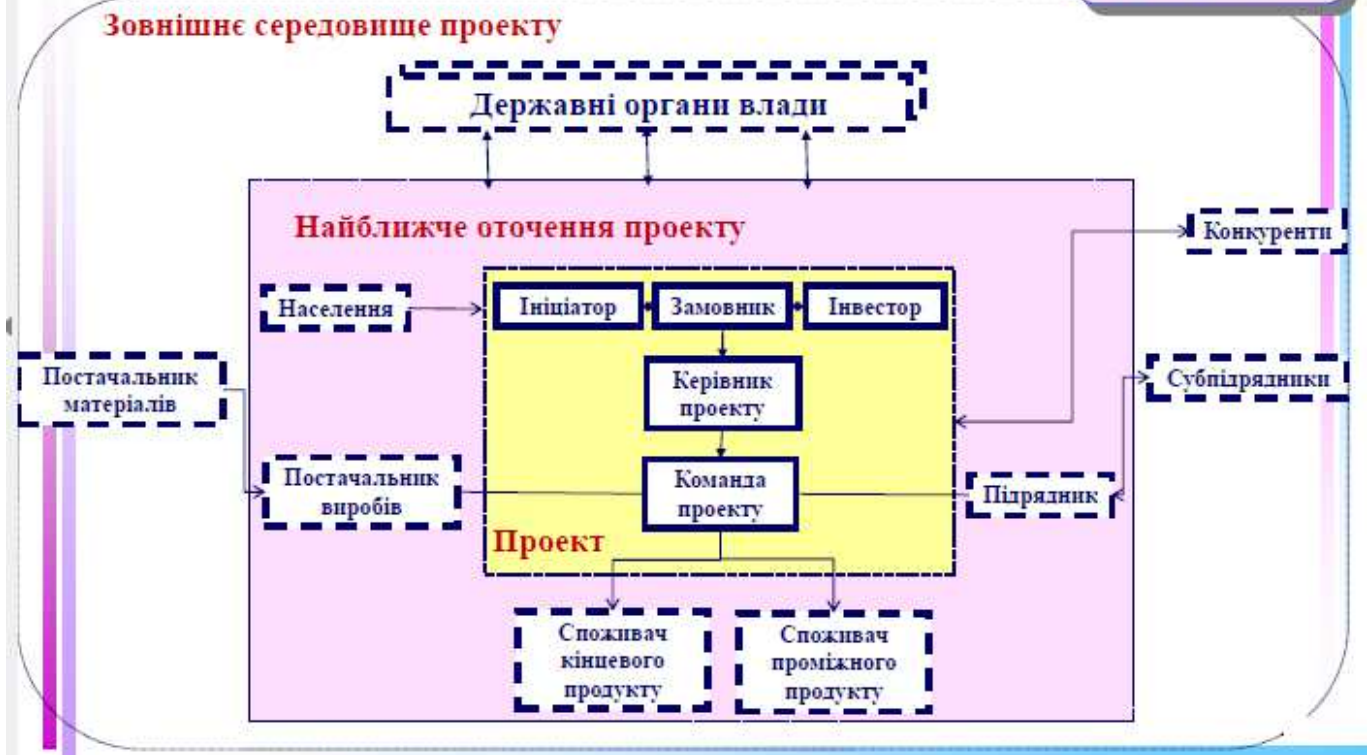 Зовнішнє середовище проекту
Державні органи влади
Найближче оточення проекту
Конкуренти
Населення
Ініціатор
Замовник
Інвестор
Постачальник
матеріалів
Керівник
проекту
Субпідрядники
Постачальник
виробів
Команда
проекту
Підрядник
Проект
Споживач
кінцевого
продукту
Споживач
проміжного
продукту